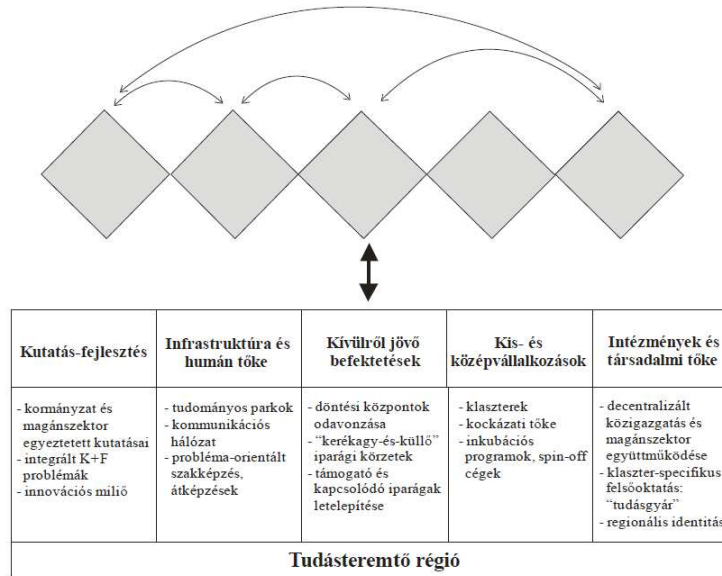 Kutatás-fejlesztés
Infrastruktúra és
humán tőke
Kívülről jövő
befektetések
Kis- és
középvállalkozások
Intézmények és
társadalmi tőke
- kormányzat és
magánszektor
egyeztetett kutatásai
- integrált K+F
problémák
- innovációs miliő
- tudományos parkok
- kommunikációs
hálózat
- probléma-orientált
szakképzés,
átképzések
- döntési központok
odavonzása
- “kerékagy-és-küllő”
iparági körzetek
- támogató és
kapcsolódó iparágak
letelepítése
- klaszterek
- kockázati tőke
- inkubációs
programok, spin-off
cégek
- decentralizált
közigazgatás és
magánszektor
együttműködése
- klaszter-specifikus
felsőoktatás:
“tudásgyár”
- regionális identitás
Tudásteremtő régió